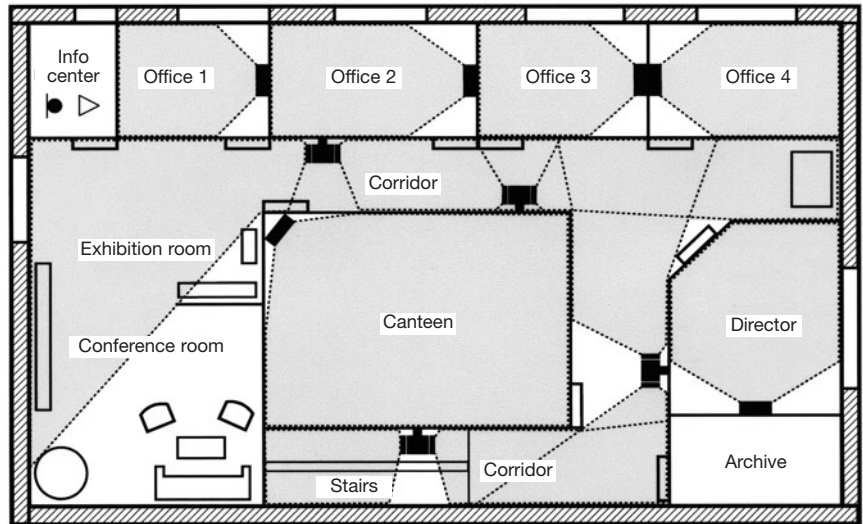 Info
center
Office 1
Office 2
Office 3
Office 4
Corridor
Exhibition room
Canteen
Director
Conference room
Archive
Corridor
Stairs